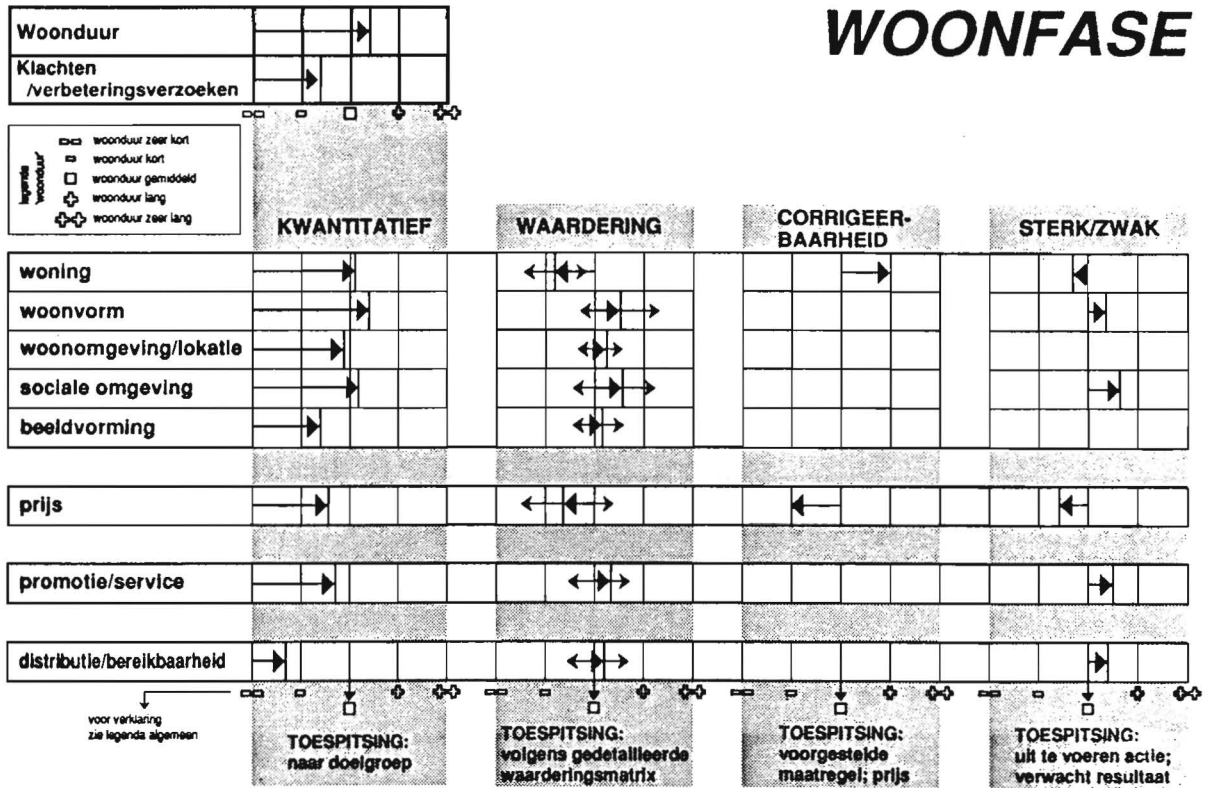 WOONFASE
Woonduur
Klachten
/verbeteringsverzoeken
legenda
'woonduur'
woonduur zeer kort
woonduur kort
woonduur gemiddeld
woonduur lang
woonduur zeer lang
KWANTITATIEF
WAARDERING
CORRIGEER-
BAARHEID
STERK/ZWAK
woning
woonvorm
woonomgeving/lokatie
sociale omgeving
beeldvorming
prijs
promotie/service
distributie/bereikbaarheid
voor verklaring
zie legenda algemeen
TOESPITSING:
naar doelgroep
TOESPITSING:
volgens gedetailleerde
waarderingsmatrix
TOESPITSING:
voorgestelde
maatregel; prijs
TOESPITSING:
uit te voeren actie;
verwacht resultaat